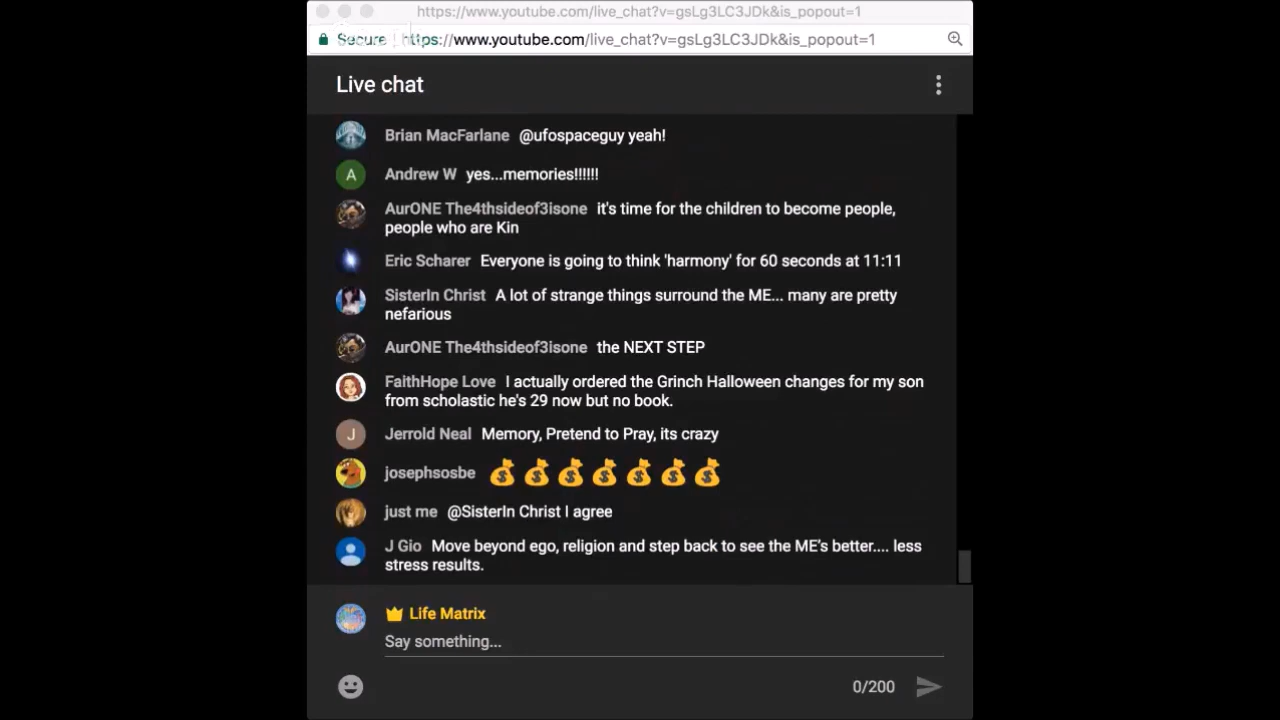 https://www.youtube.com/live_chat?v=gsLg3LC3JDk&is_popout=1
Secure https://www.youtube.com/live_chat?v=gsLg3LC3JDk&is_popout=1
Live chat
Brian MacFarlane @ufospaceguy yeah!
A Andrew W yes...memories!!!!!!
AurONE The4thsideof3isone it's time for the children to become people,
people who are Kin
Eric Scharer Everyone is going to think 'harmony' for 60 seconds at 11:11
SisterIn Christ A lot of strange things surround the ME... many are pretty
nefarious
AurONE The4thsideof3isone the NEXT STEP
FaithHope Love I actually ordered the Grinch Halloween changes for my son
from scholastic he's 29 now but no book.
J Jerrold Neal Memory, Pretend to Pray, its crazy
josephsosbe 💰 💰 💰 💰 💰 💰 💰
just me @SisterIn Christ I agree
J Gio Move beyond ego, religion and step back to see the ME's better.... less
stress results.
Life Matrix
Say something...
0/200